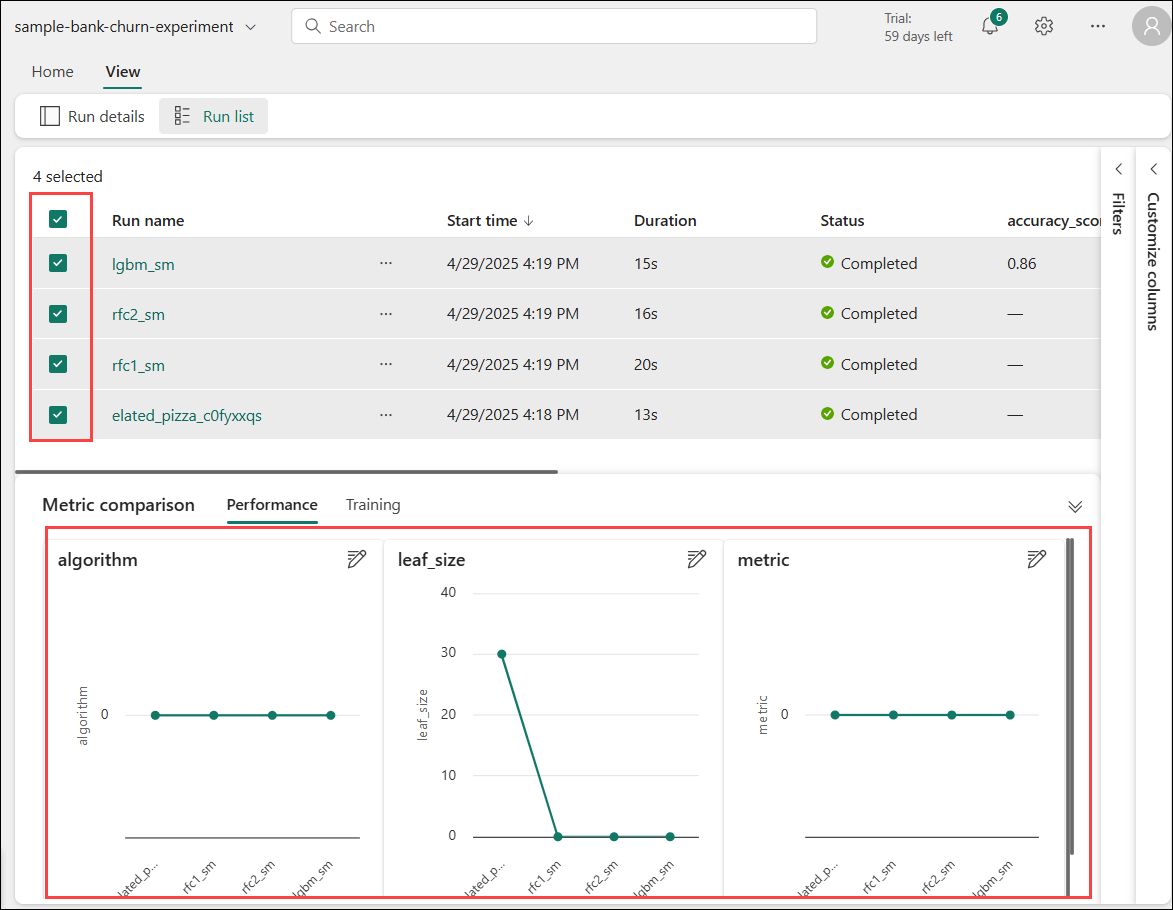 sample-bank-churn-experiment
Search
Trial:
59 days left
6
Home View
Run details Run list
4 selected
Run name Start time ↓ Duration Status accuracy_scor
lgbm_sm ... 4/29/2025 4:19 PM 15s Completed 0.86
rfc2_sm ... 4/29/2025 4:19 PM 16s Completed —
rfc1_sm ... 4/29/2025 4:19 PM 20s Completed —
elated_pizza_c0fyxxqs ... 4/29/2025 4:18 PM 13s Completed —
Filters
Customize columns
Metric comparison Performance Training
algorithm
algorithm
0
lated_p...
rfc1_sm
rfc2_sm
lgbm_sm
leaf_size
leaf_size
40
30
20
10
0
lated_p...
rfc1_sm
rfc2_sm
lgbm_sm
metric
metric
0
lated_p...
rfc1_sm
rfc2_sm
lgbm_sm